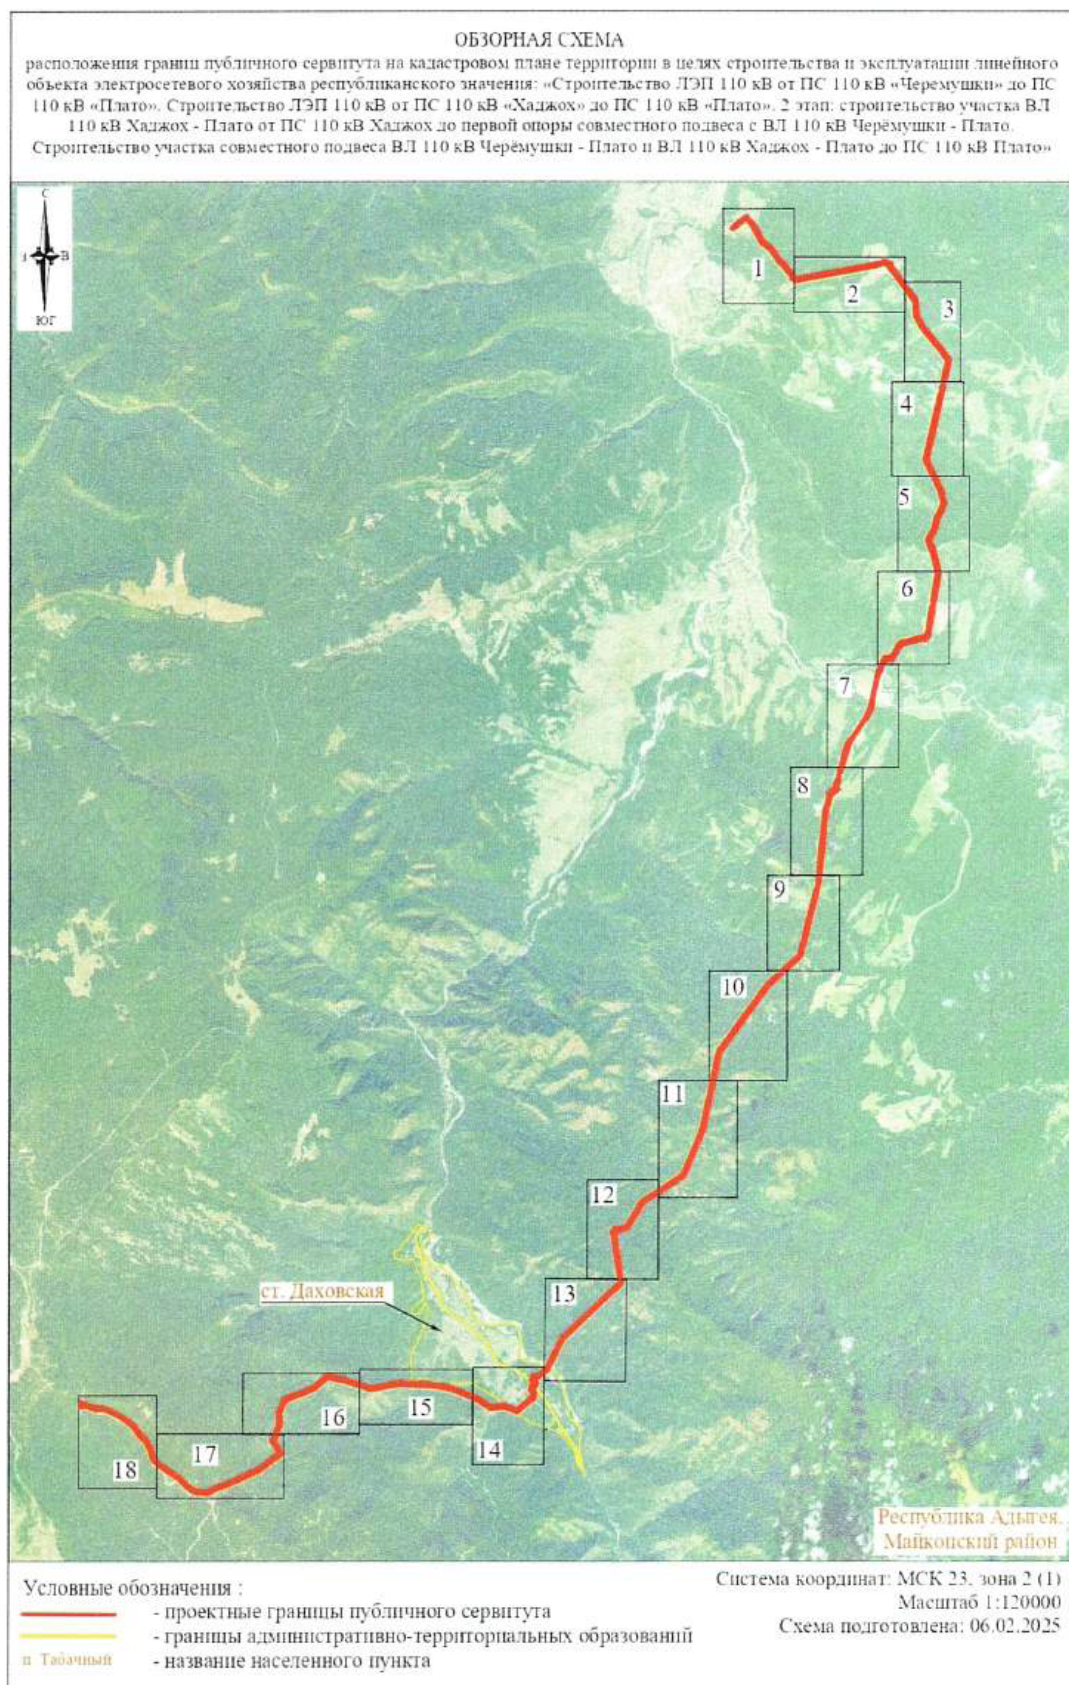 ОБЗОРНАЯ СХЕМА
расположения границ публичного сервитута на кадастровом плане территории в целях строительства и эксплуатации линейного
объекта электросетевого хозяйства республиканского значения: «Строительство ЛЭП 110 кВ от ПС 110 кВ «Черемушки» до ПС
110 кВ «Плато». Строительство ЛЭП 110 кВ от ПС 110 кВ «Хаджох» до ПС 110 кВ «Плато». 2 этап: строительство участка ВЛ
110 кВ Хаджох - Плато от ПС 110 кВ Хаджох до первой опоры совместного подвеса с ВЛ 110 кВ Черёмушки - Плато.
Строительство участка совместного подвеса ВЛ 110 кВ Черёмушки - Плато и ВЛ 110 кВ Хаджох - Плато до ПС 110 кВ Плато»
С
З В
ЮГ
1
2
3
4
5
6
7
8
9
10
11
12
13
ст. Даховская
16
15
14
17
18
Республика Адыгея.
Майкопский район
Условные обозначения :
- проектные границы публичного сервитута
- границы административно-территориальных образований
п Табачный - название населенного пункта
Система координат: МСК 23, зона 2 (1)
Масштаб 1:120000
Схема подготовлена: 06.02.2025